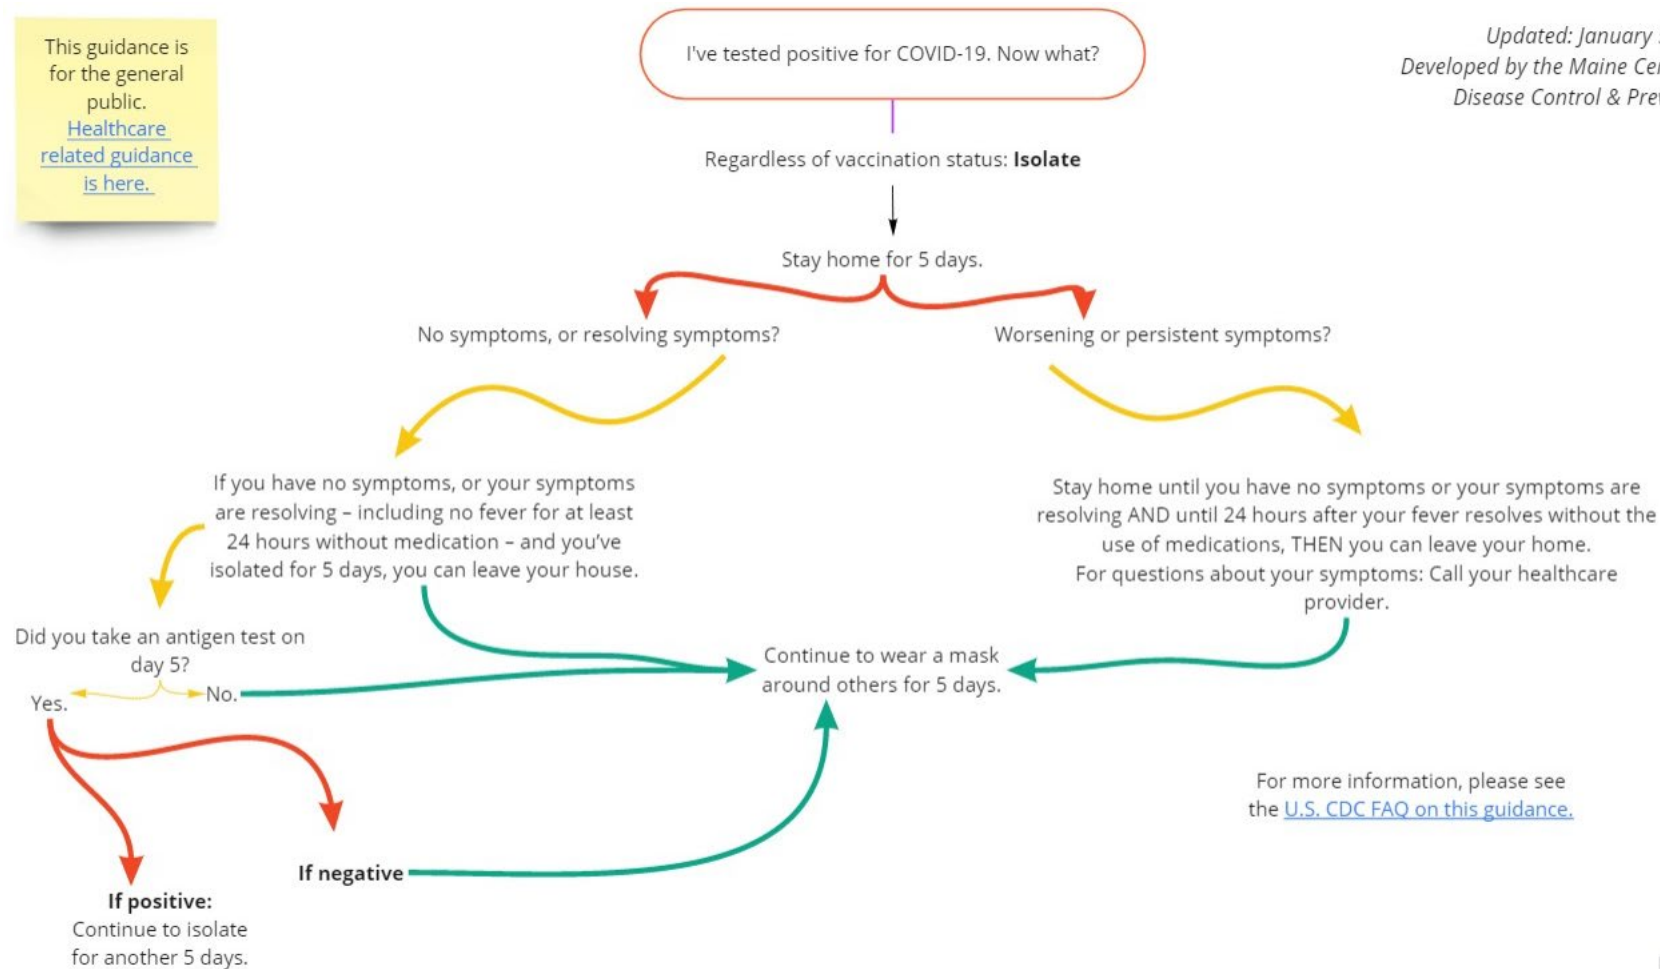 This guidance is
for the general
public.
Healthcare
related guidance
is here.
I've tested positive for COVID-19. Now what?
Updated: January
Developed by the Maine
Disease Control &
Regardless of vaccination status: Isolate
Stay home for 5 days.
No symptoms, or resolving symptoms?
Worsening or persistent symptoms?
If you have no symptoms, or your symptoms
are resolving – including no fever for at least
24 hours without medication – and you've
isolated for 5 days, you can leave your house.
Stay home until you have no symptoms or your symptoms are
resolving AND until 24 hours after your fever resolves without the
use of medications, THEN you can leave your home.
For questions about your symptoms: Call your healthcare
provider.
Did you take an antigen test on
day 5?
Yes.
No.
Continue to wear a mask
around others for 5 days.
For more information, please see
the U.S. CDC FAQ on this guidance.
If negative
If positive:
Continue to isolate
for another 5 days.